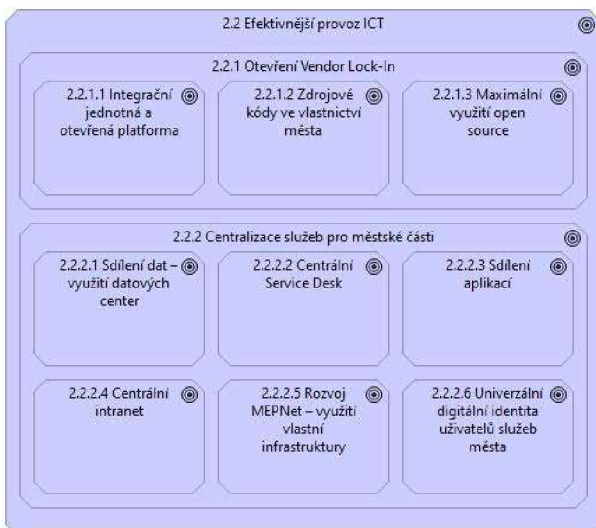 2.2 Efektivnější provoz ICT
2.2.1 Otevření Vendor Lock-In
2.2.1.1 Integrační
jednotná a
otevřená platforma
2.2.1.2 Zdrojové
kódy ve vlastnictví
města
2.2.1.3 Maximální
využití open
source
2.2.2 Centralizace služeb pro městské části
2.2.2.1 Sdílení dat –
využití datových
center
2.2.2.2 Centrální
Service Desk
2.2.2.3 Sdílení
aplikací
2.2.2.4 Centrální
intranet
2.2.2.5 Rozvoj
MEPNet – využití
vlastní
infrastruktury
2.2.2.6 Univerzální
digitální identita
uživatelů služeb
města